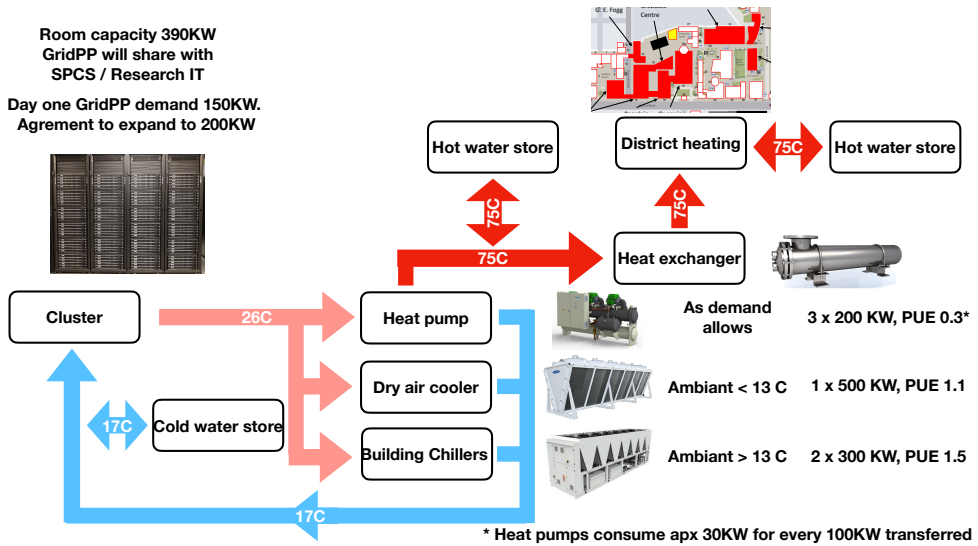 Room capacity 390KW
GridPP will share with
SPCS / Research IT
Day one GridPP demand 150KW.
Agrement to expand to 200KW
G. E. Fogg
Centre
Hot water store
District heating
75C
Hot water store
75C
75C
75C
Heat exchanger
Cluster
26C
Heat pump
As demand
allows
3 x 200 KW, PUE 0.3*
Dry air cooler
Ambiant < 13 C
1 x 500 KW, PUE 1.1
17C
Cold water store
Building Chillers
Ambiant > 13 C
2 x 300 KW, PUE 1.5
17C
* Heat pumps consume apx 30KW for every 100KW transferred